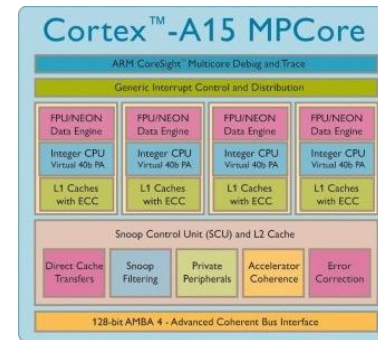 Cortex™-A15 MPCore
ARM CoreSight™ Multicore Debug and Trace
Generic Interrupt Control and Distribution
FPU/NEON FPU/NEON FPU/NEON FPU/NEON
Data Engine Data Engine Data Engine Data Engine
Integer CPU Integer CPU Integer CPU Integer CPU
Virtual 40b PA Virtual 40b PA Virtual 40b PA Virtual 40b PA
L1 Caches L1 Caches L1 Caches L1 Caches
with ECC with ECC with ECC with ECC
Snoop Control Unit (SCU) and L2 Cache
Direct Cache Snoop Private Accelerator Error
Transfers Filtering Peripherals Coherence Correction
128-bit AMBA 4 - Advanced Coherent Bus Interface